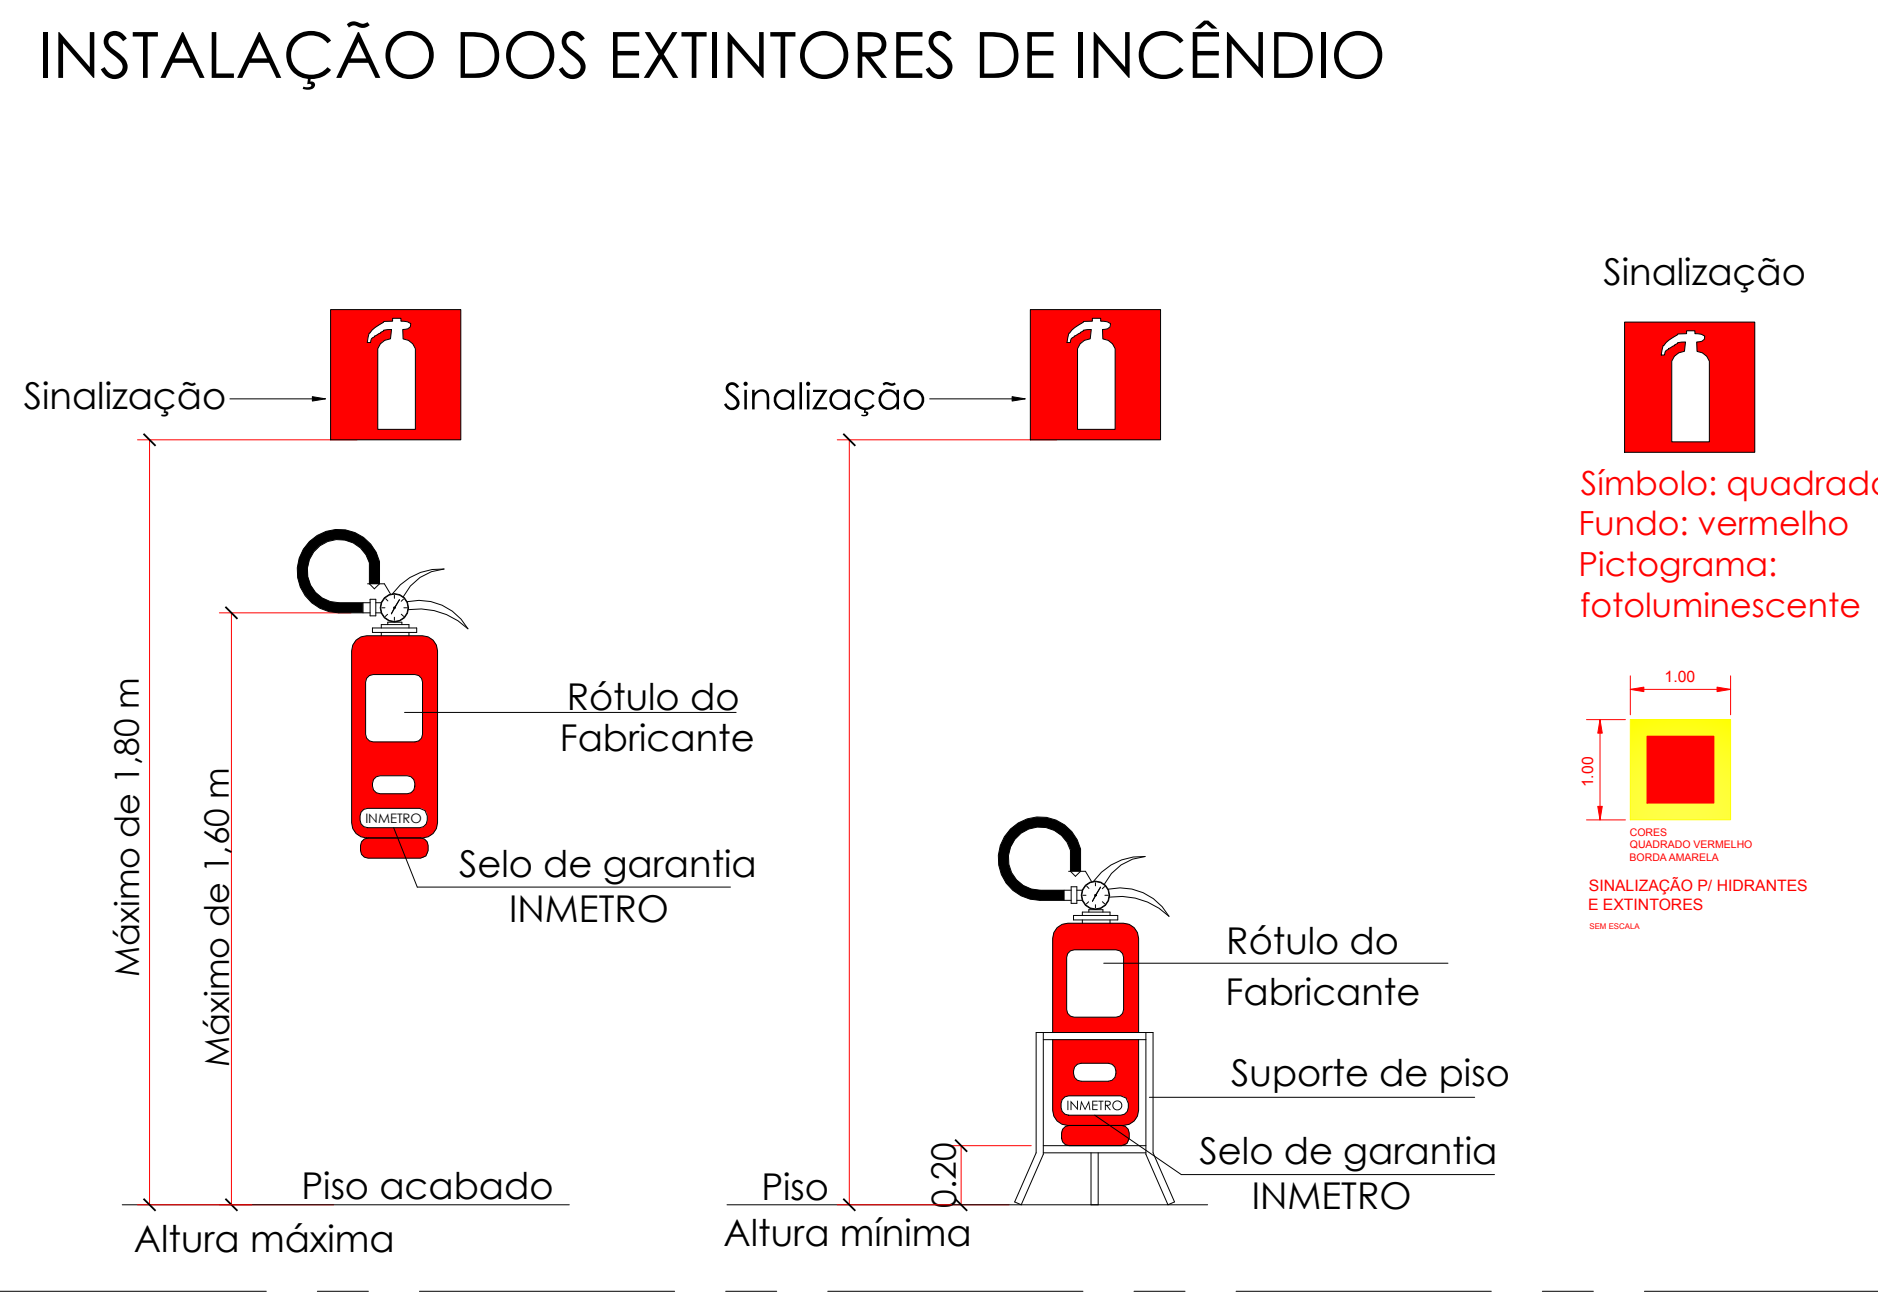 INSTALAÇÃO DOS EXTINTORES DE INCÊNDIO
Sinalização
Máximo de 1,80 m
Máximo de 1,60 m
Rótulo do
Fabricante
INMETRO
Selo de garantia
INMETRO
Piso acabado
Altura máxima
Sinalização
Rótulo do
Fabricante
Suporte de piso
INMETRO
Selo de garantia
INMETRO
0.20
Piso
Altura mínima
Sinalização
Símbolo: quadrado
Fundo: vermelho
Pictograma:
fotoluminescente
1.00
1.00
CORES
QUADRADO VERMELHO
BORDA AMARELA
SINALIZAÇÃO P/ HIDRANTES
E EXTINTORES
SEM ESCALA